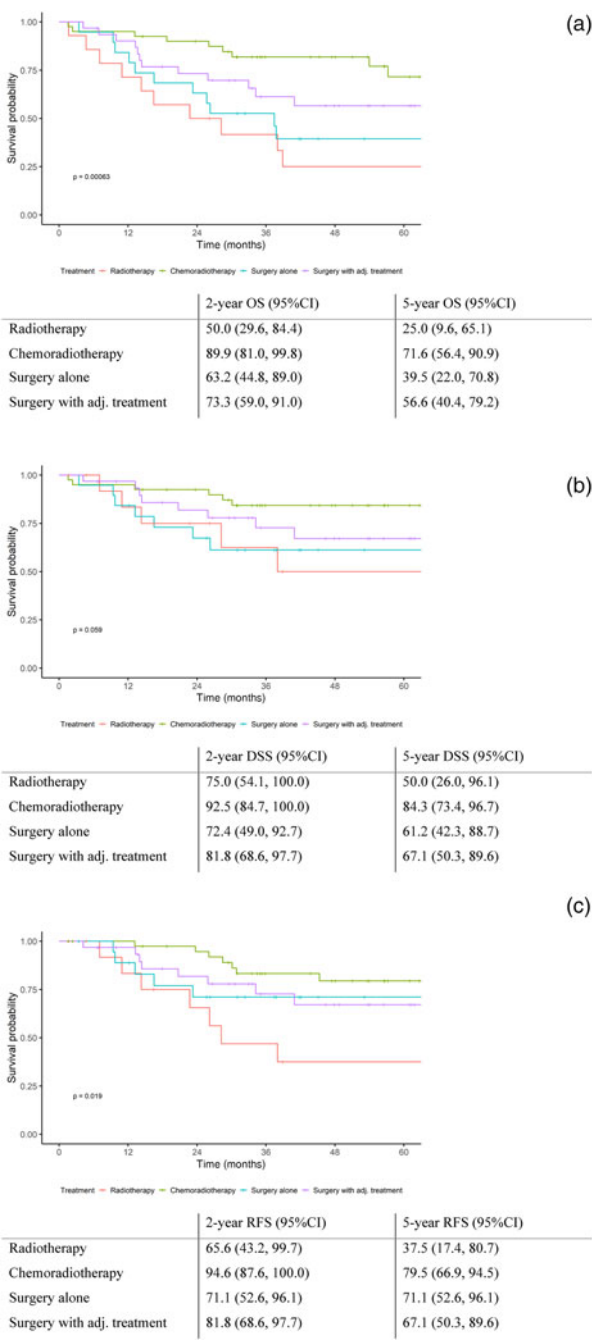 (a)
1.00
0.75
0.50
0.25
0.00
Survival probability
p = 0.00063
0 12 24 36 48 60
Time (months)
Treatment Radiotherapy Chemoradiotherapy Surgery alone Surgery with adj. treatment
2-year OS (95%CI) 5-year OS (95%CI)
Radiotherapy 50.0 (29.6, 84.4) 25.0 (9.6, 65.1)
Chemoradiotherapy 89.9 (81.0, 99.8) 71.6 (56.4, 90.9)
Surgery alone 63.2 (44.8, 89.0) 39.5 (22.0, 70.8)
Surgery with adj. treatment 73.3 (59.0, 91.0) 56.6 (40.4, 79.2)
(b)
1.00
0.75
0.50
0.25
0.00
Survival probability
p = 0.059
0 12 24 36 48 60
Time (months)
Treatment Radiotherapy Chemoradiotherapy Surgery alone Surgery with adj. treatment
2-year DSS (95%CI) 5-year DSS (95%CI)
Radiotherapy 75.0 (54.1, 100.0) 50.0 (26.0, 96.1)
Chemoradiotherapy 92.5 (84.7, 100.0) 84.3 (73.4, 96.7)
Surgery alone 72.4 (49.0, 92.7) 61.2 (42.3, 88.7)
Surgery with adj. treatment 81.8 (68.6, 97.7) 67.1 (50.3, 89.6)
(c)
1.00
0.75
0.50
0.25
0.00
Survival probability
p = 0.019
0 12 24 36 48 60
Time (months)
Treatment Radiotherapy Chemoradiotherapy Surgery alone Surgery with adj. treatment
2-year RFS (95%CI) 5-year RFS (95%CI)
Radiotherapy 65.6 (43.2, 99.7) 37.5 (17.4, 80.7)
Chemoradiotherapy 94.6 (87.6, 100.0) 79.5 (66.9, 94.5)
Surgery alone 71.1 (52.6, 96.1) 71.1 (52.6, 96.1)
Surgery with adj. treatment 81.8 (68.6, 97.7) 67.1 (50.3, 89.6)